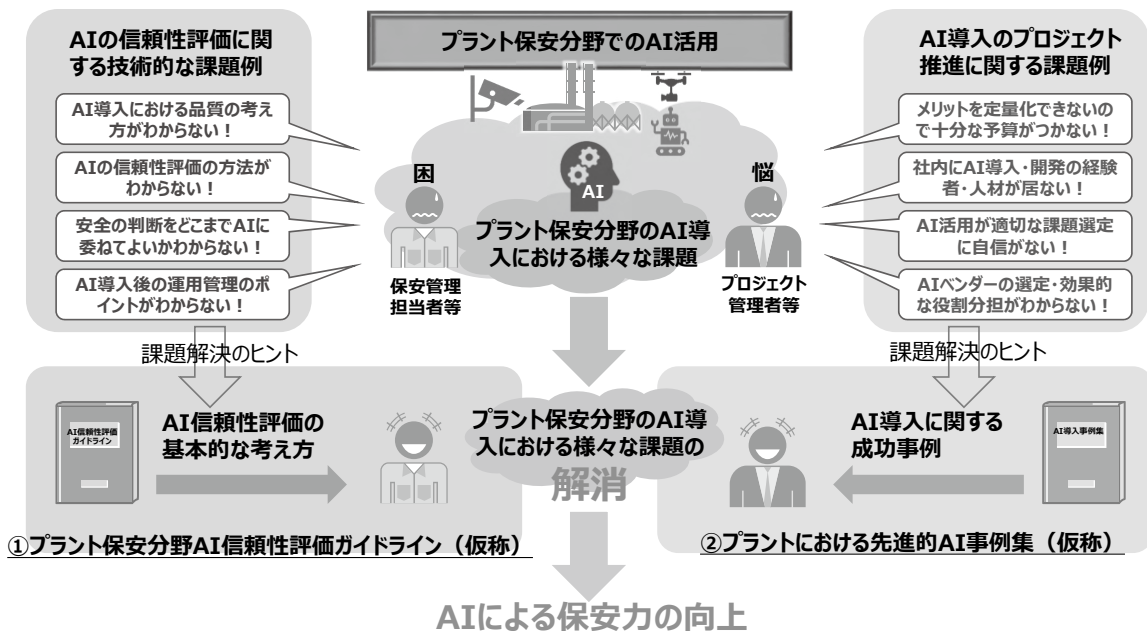 プラント保安分野でのAI活用
AIの信頼性評価に関
する技術的な課題例
AI導入における品質の考え
方がわからない！
AIの信頼性評価の方法が
わからない！
安全の判断をどこまでAIに
委ねてよいかわからない！
AI導入後の運用管理のポ
イントがわからない！
困
保安管理
担当者等
AI
プラント保安分野のAI導
入における様々な課題
悩
プロジェクト
管理者等
AI導入のプロジェクト
推進に関する課題例
メリットを定量化できないの
で十分な予算がつかない！
社内にAI導入・開発の経験
者・人材が居ない！
AI活用が適切な課題選定
に自信がない！
AIベンダーの選定・効果的
な役割分担がわからない！
課題解決のヒント
課題解決のヒント
AI信頼性評価
ガイドライン
AI信頼性評価の
基本的な考え方
プラント保安分野のAI導
入における様々な課題の
解消
AI導入に関する
成功事例
AI導入事例集
①プラント保安分野AI信頼性評価ガイドライン（仮称）
②プラントにおける先進的AI事例集（仮称）
AIによる保安力の向上